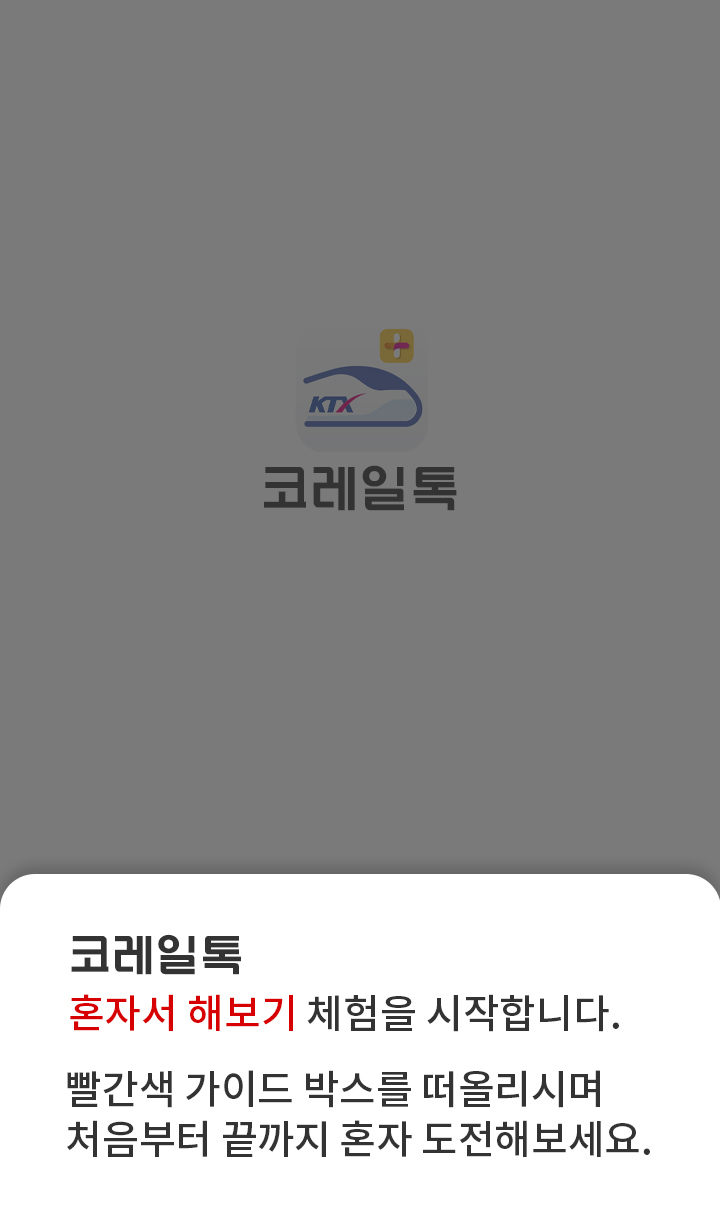 KTX
코레일톡
코레일톡
혼자서 해보기 체험을 시작합니다.
빨간색 가이드 박스를 떠올리시며
처음부터 끝까지 혼자 도전해보세요.